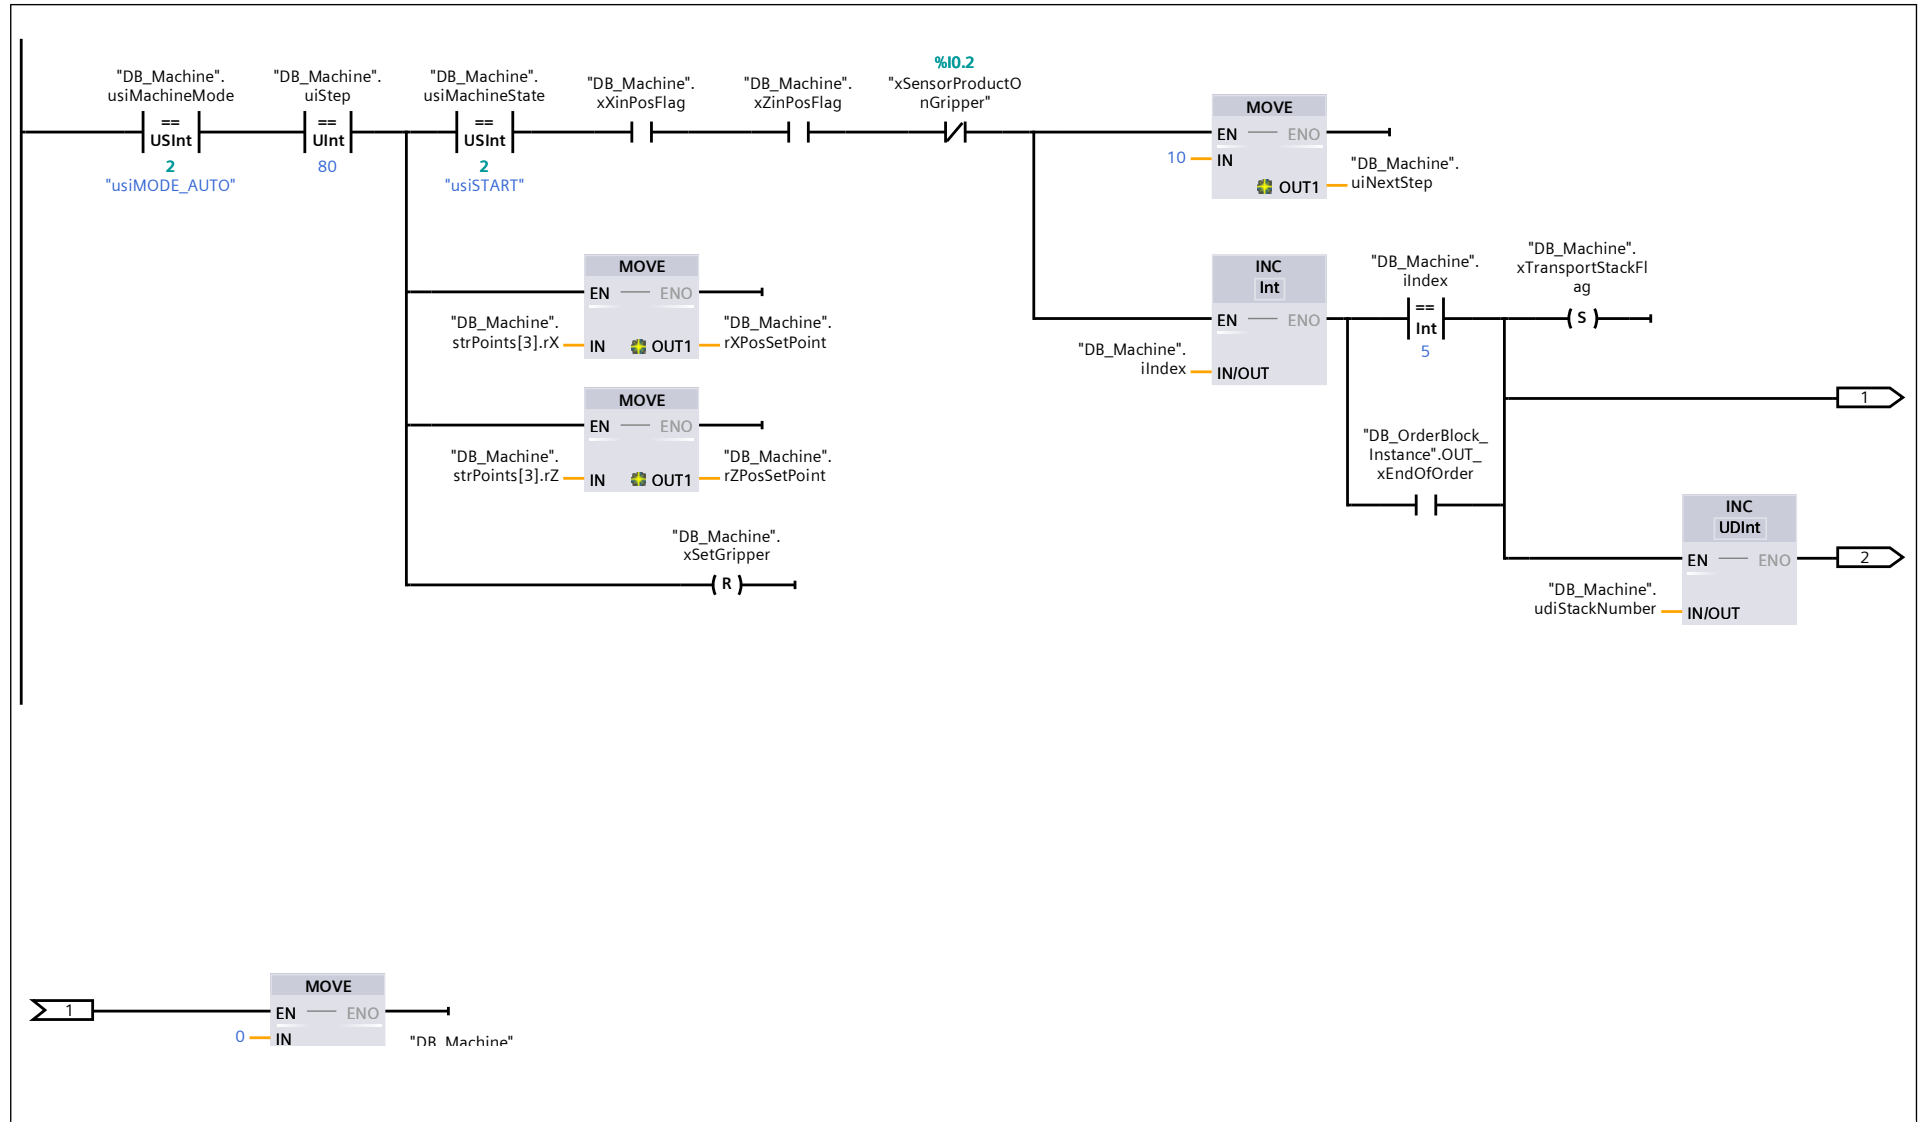 "DB_Machine".
usiMachineMode
==
USInt
2
"usiMODE_AUTO"
"DB_Machine".
uiStep
==
UInt
80
"DB_Machine".
usiMachineState
==
USInt
2
"usiSTART"
"DB_Machine".
xXinPosFlag
"DB_Machine".
xZinPosFlag
%I0.2
"xSensorProductO
nGripper"
MOVE
EN
ENO
10
IN
OUT1
"DB_Machine".
uiNextStep
MOVE
EN
ENO
"DB_Machine".
strPoints[3].rX
IN
OUT1
"DB_Machine".
rXPosSetPoint
INC
Int
EN
ENO
"DB_Machine".
iIndex
IN/OUT
"DB_Machine".
iIndex
==
Int
5
"DB_Machine".
xTransportStackFl
ag
S
1
MOVE
EN
ENO
"DB_Machine".
strPoints[3].rZ
IN
OUT1
"DB_Machine".
rZPosSetPoint
"DB_OrderBlock_
Instance".OUT_
xEndOfOrder
"DB_Machine".
xSetGripper
R
INC
UDInt
EN
ENO
2
"DB_Machine".
udiStackNumber
IN/OUT
1
MOVE
EN
ENO
0
IN
"DB_Machine"